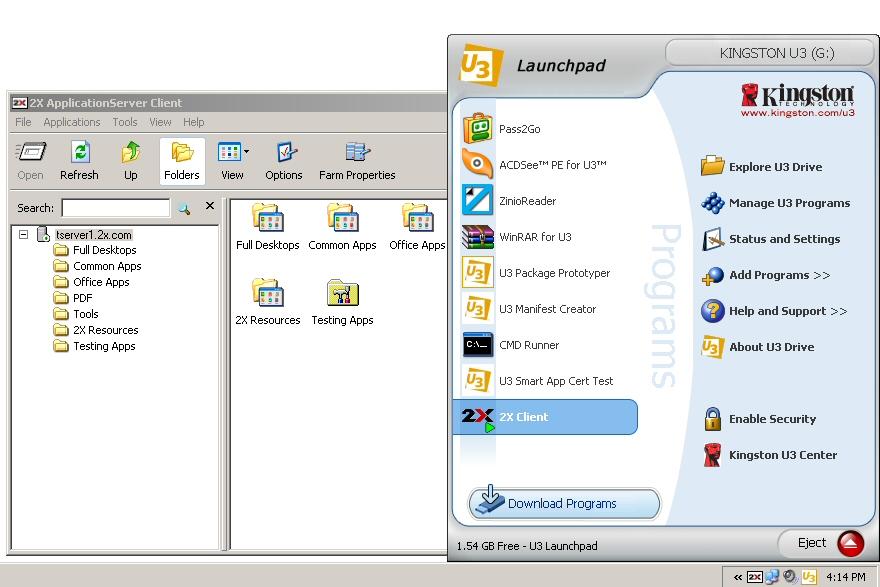 2X ApplicationServer Client
File Applications Tools View Help
Open Refresh Up Folders View Options Farm Properties
Search:
tserver1.2x.com
Full Desktops
Common Apps
Office Apps
PDF
Tools
2X Resources
Testing Apps
Full Desktops Common Apps Office Apps
2X Resources Testing Apps
U3 Launchpad
KINGSTON U3 (G:)
Kingston
TECHNOLOGY
www.kingston.com/u3
Pass2Go
ACDSee™ PE for U3™
ZinioReader
WinRAR for U3
U3 Package Prototyper
U3 Manifest Creator
C:\_ CMD Runner
U3 Smart App Cert Test
2X 2X Client
Programs
Download Programs
Explore U3 Drive
Manage U3 Programs
Status and Settings
Add Programs >>
Help and Support >>
About U3 Drive
Enable Security
Kingston U3 Center
1.54 GB Free - U3 Launchpad
Eject
« 2X U3 4:14 PM